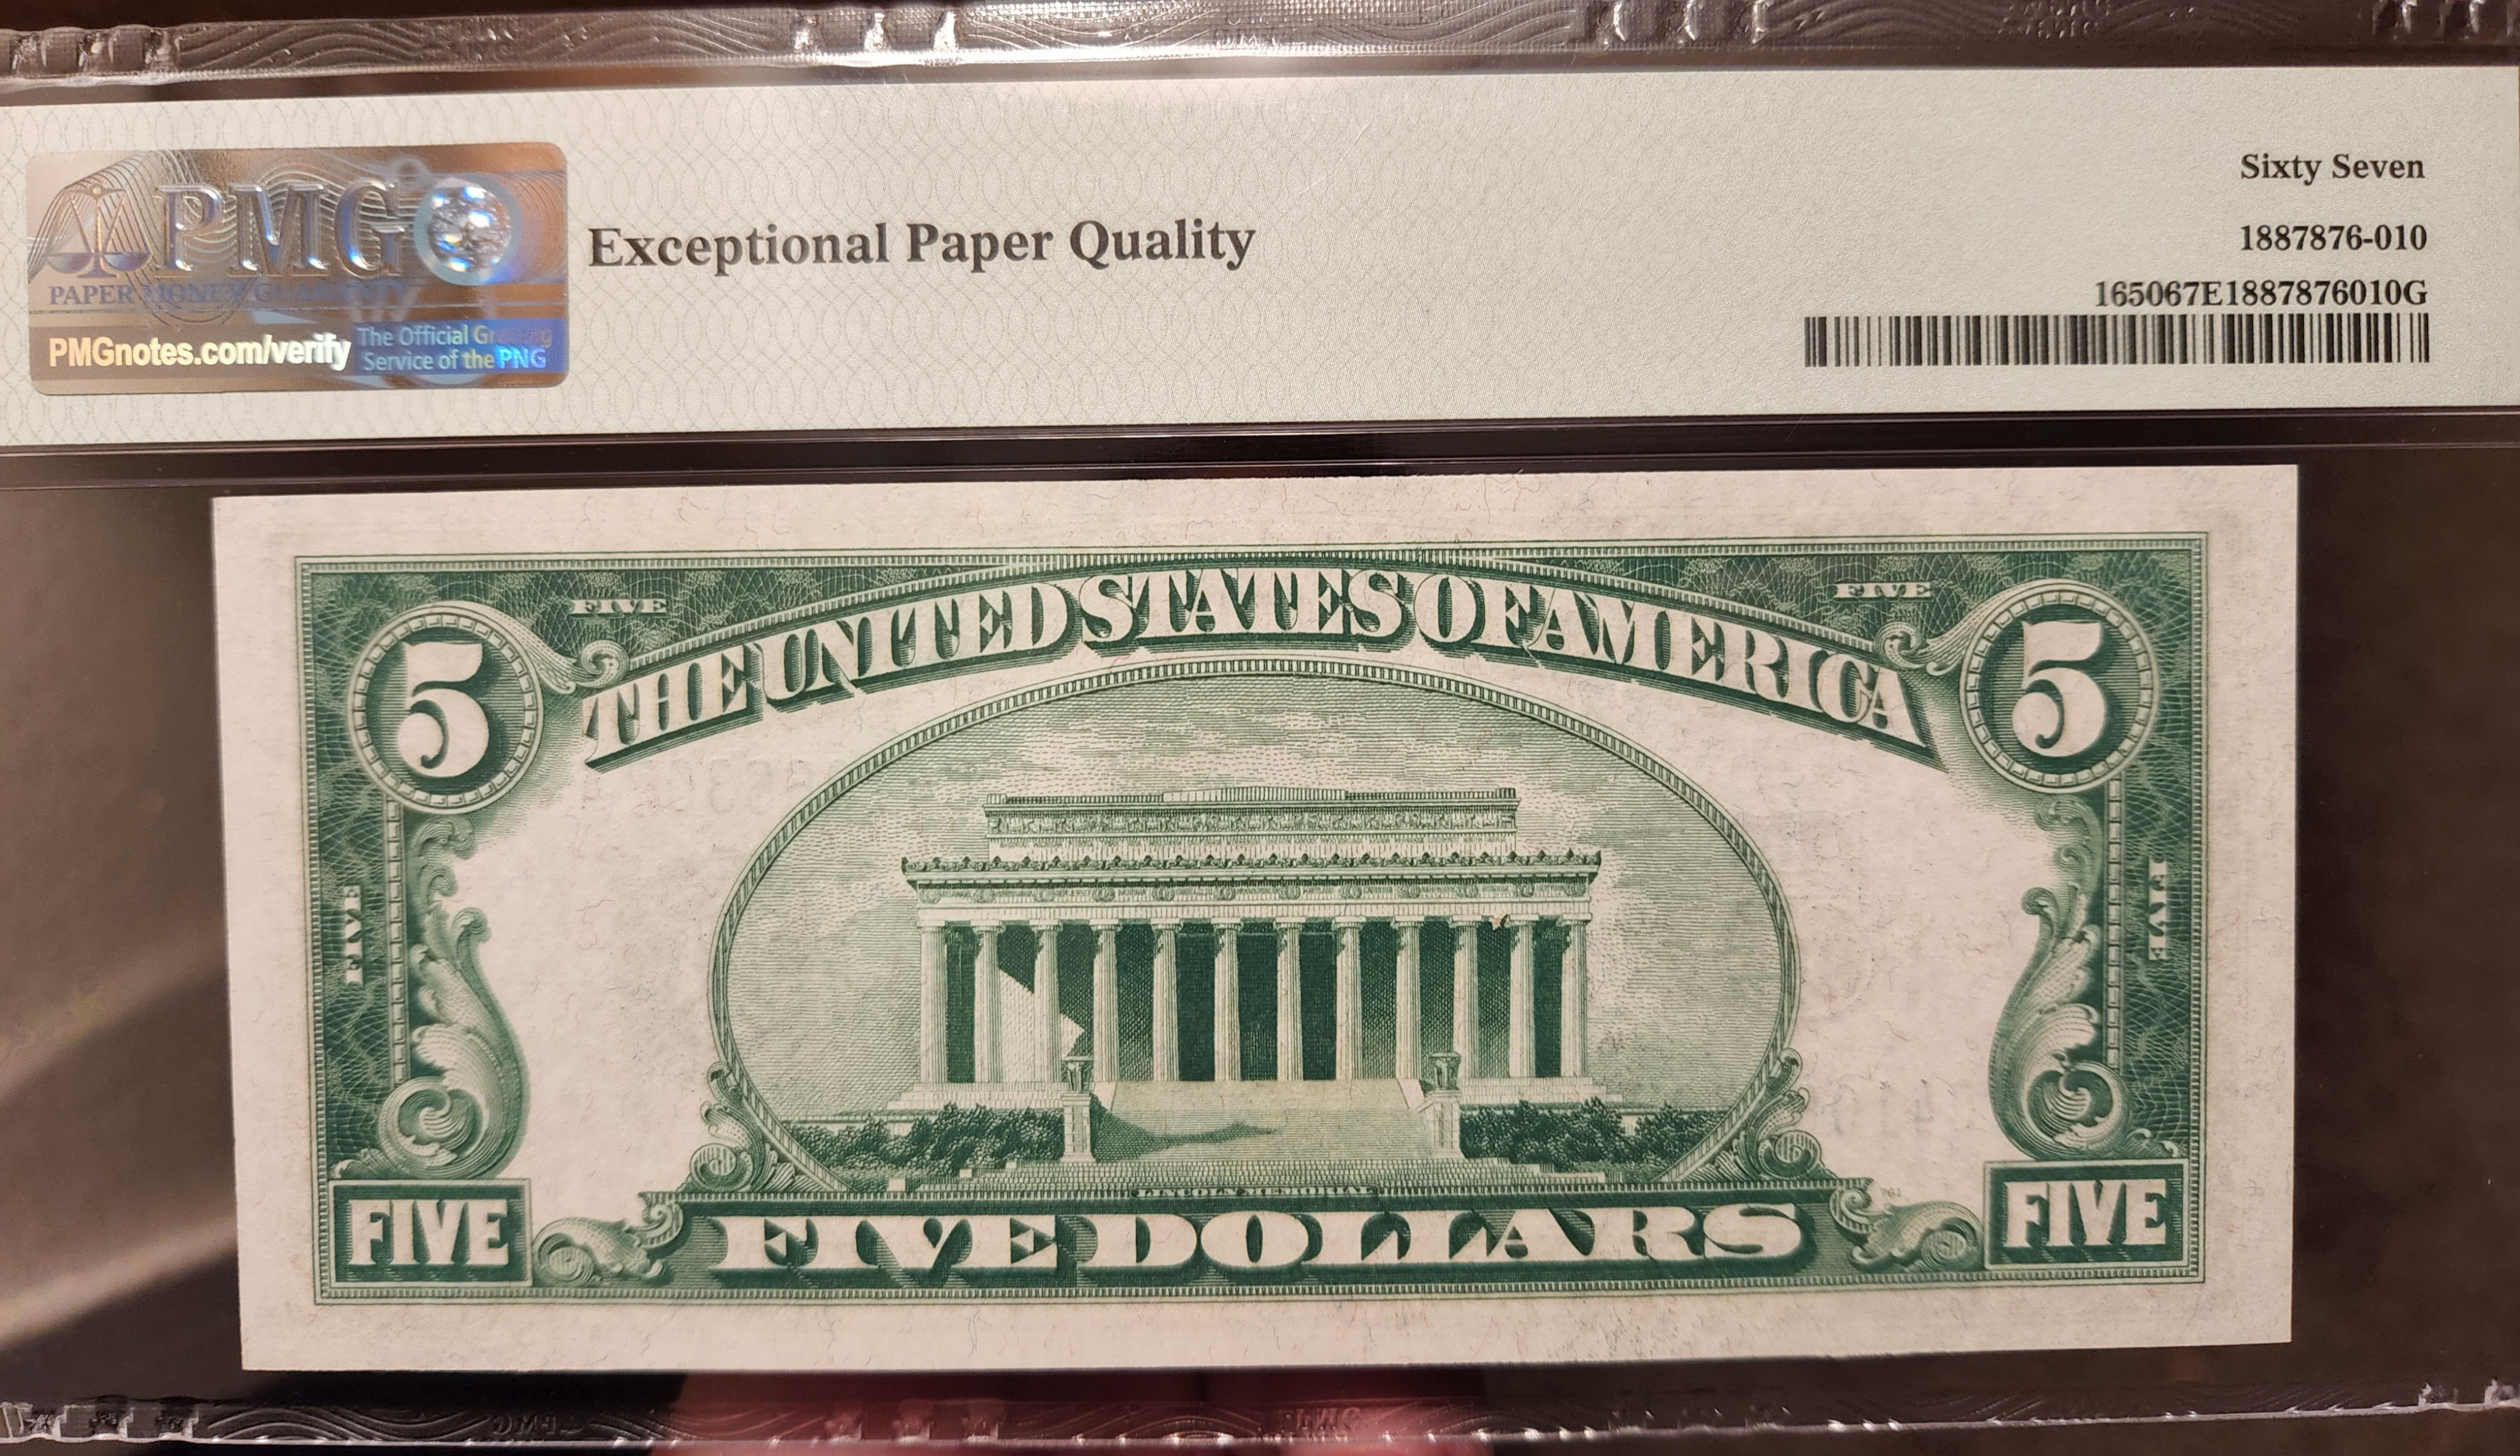 PMG
PAPER MONEY GUARANTY
PMGnotes.com/verify
The Official Grading
Service of the PNG
Exceptional Paper Quality
Sixty Seven
1887876-010
165067E1887876010G
FIVE
FIVE
5
THE UNITED STATES OF AMERICA
5
FIVE
FIVE
LINCOLN MEMORIAL
761
FIVE
FIVE DOLLARS
FIVE